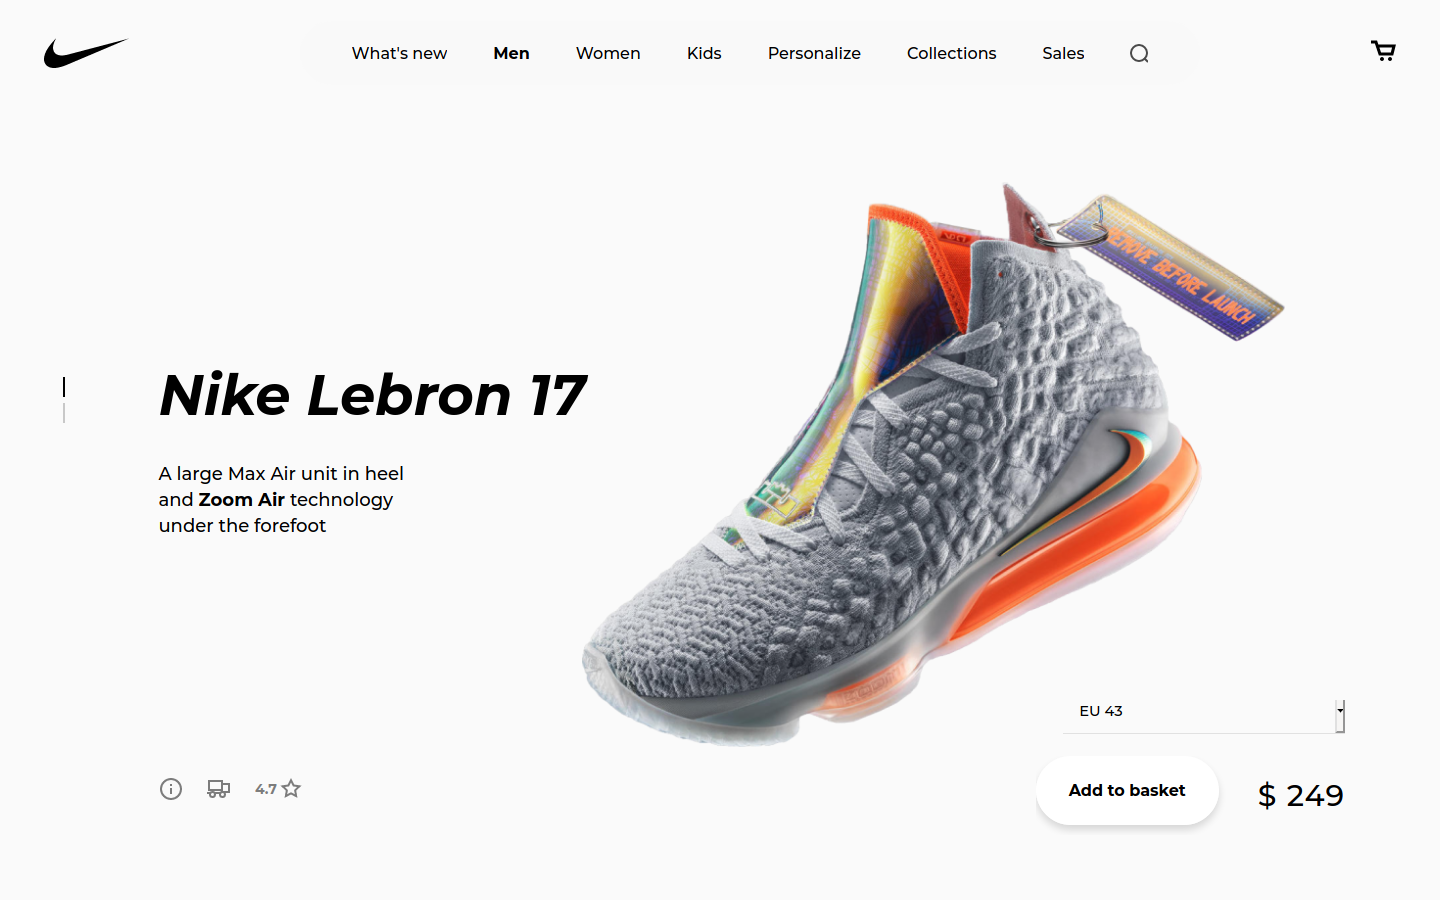 What's new Men Women Kids Personalize Collections Sales
REMOVE BEFORE LAUNCH
Nike Lebron 17
A large Max Air unit in heel
and Zoom Air technology
under the forefoot
EU 43
4.7
Add to basket
$ 249